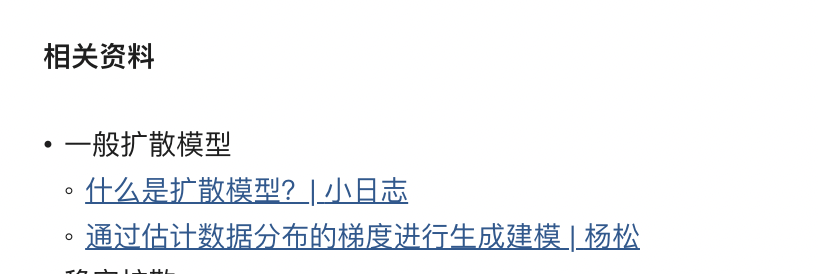 相关资料
• 一般扩散模型
◦ 什么是扩散模型？| 小日志
◦ 通过估计数据分布的梯度进行生成建模 | 杨松